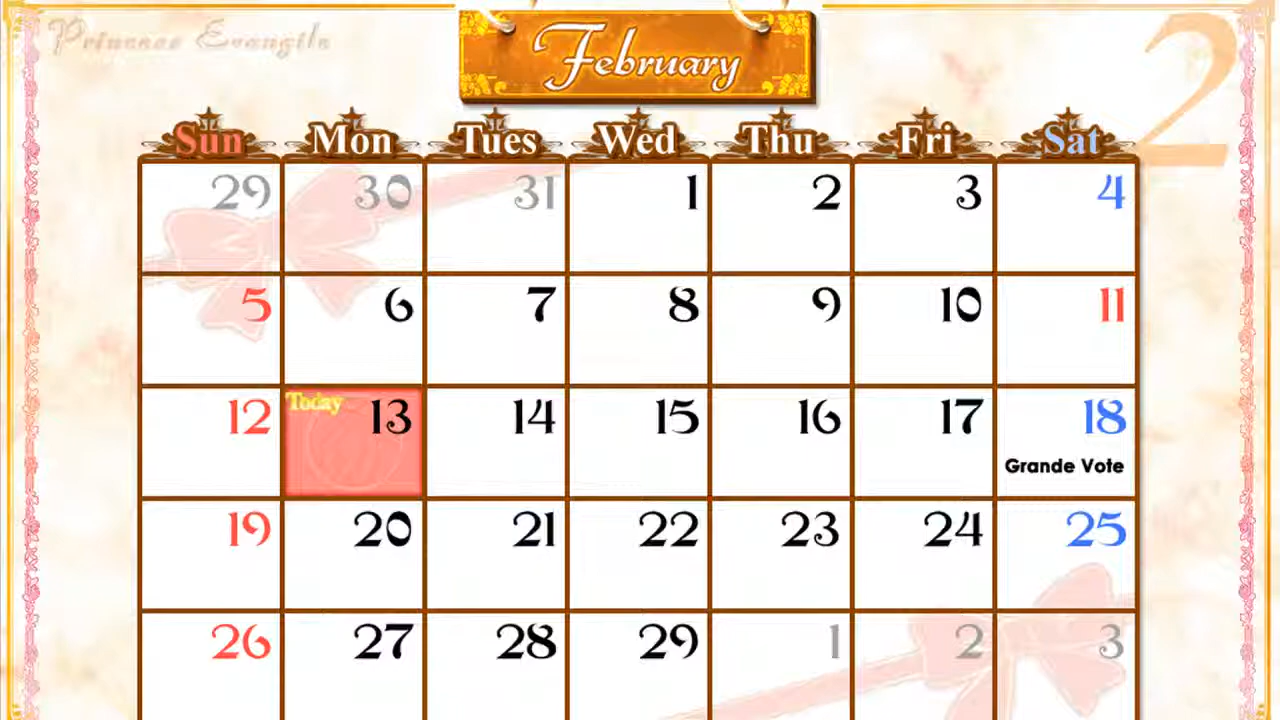 Princess Evangile
February
2
Sun Mon Tues Wed Thu Fri Sat
29 30 31 1 2 3 4
5 6 7 8 9 10 11
12 Today 13 14 15 16 17 18
Grande Vote
19 20 21 22 23 24 25
26 27 28 29 1 2 3